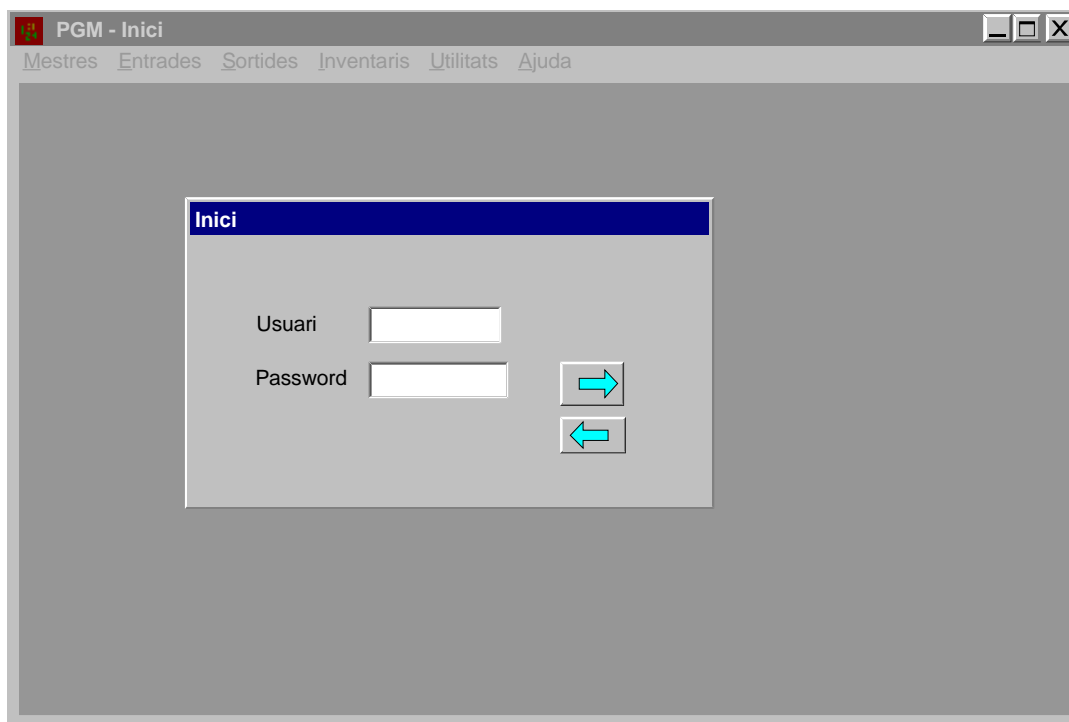 PGM - Inici
Mestres Entrades Sortides Inventaris Utilitats Ajuda
Inici
Usuari
Password